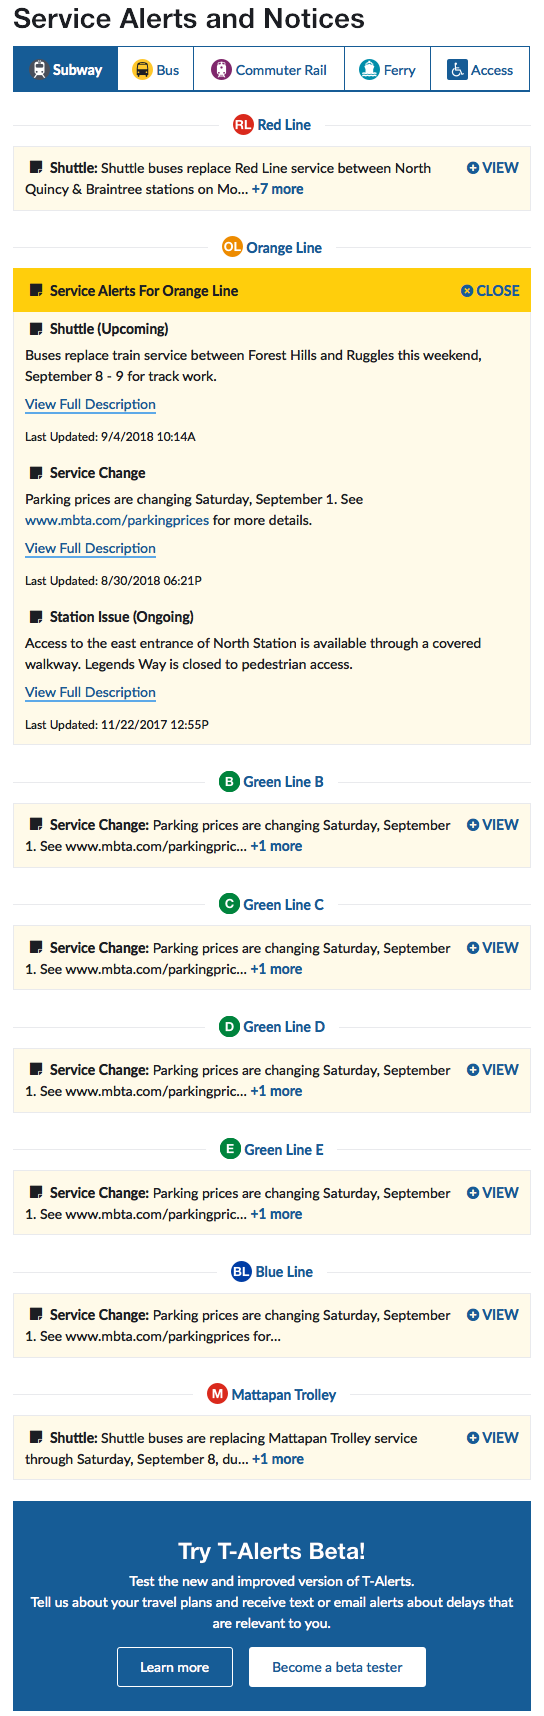 Service Alerts and Notices
Subway Bus Commuter Rail Ferry Access
RL Red Line
Shuttle: Shuttle buses replace Red Line service between North VIEW
Quincy & Braintree stations on Mo... +7 more
OL Orange Line
Service Alerts For Orange Line CLOSE
Shuttle (Upcoming)
Buses replace train service between Forest Hills and Ruggles this weekend,
September 8 - 9 for track work.
View Full Description
Last Updated: 9/4/2018 10:14A
Service Change
Parking prices are changing Saturday, September 1. See
www.mbta.com/parkingprices for more details.
View Full Description
Last Updated: 8/30/2018 06:21P
Station Issue (Ongoing)
Access to the east entrance of North Station is available through a covered
walkway. Legends Way is closed to pedestrian access.
View Full Description
Last Updated: 11/22/2017 12:55P
B Green Line B
Service Change: Parking prices are changing Saturday, September VIEW
1. See www.mbta.com/parkingpric... +1 more
C Green Line C
Service Change: Parking prices are changing Saturday, September VIEW
1. See www.mbta.com/parkingpric... +1 more
D Green Line D
Service Change: Parking prices are changing Saturday, September VIEW
1. See www.mbta.com/parkingpric... +1 more
E Green Line E
Service Change: Parking prices are changing Saturday, September VIEW
1. See www.mbta.com/parkingpric... +1 more
BL Blue Line
Service Change: Parking prices are changing Saturday, September VIEW
1. See www.mbta.com/parkingprices for...
M Mattapan Trolley
Shuttle: Shuttle buses are replacing Mattapan Trolley service VIEW
through Saturday, September 8, du... +1 more
Try T-Alerts Beta!
Test the new and improved version of T-Alerts.
Tell us about your travel plans and receive text or email alerts about delays that
are relevant to you.
Learn more Become a beta tester